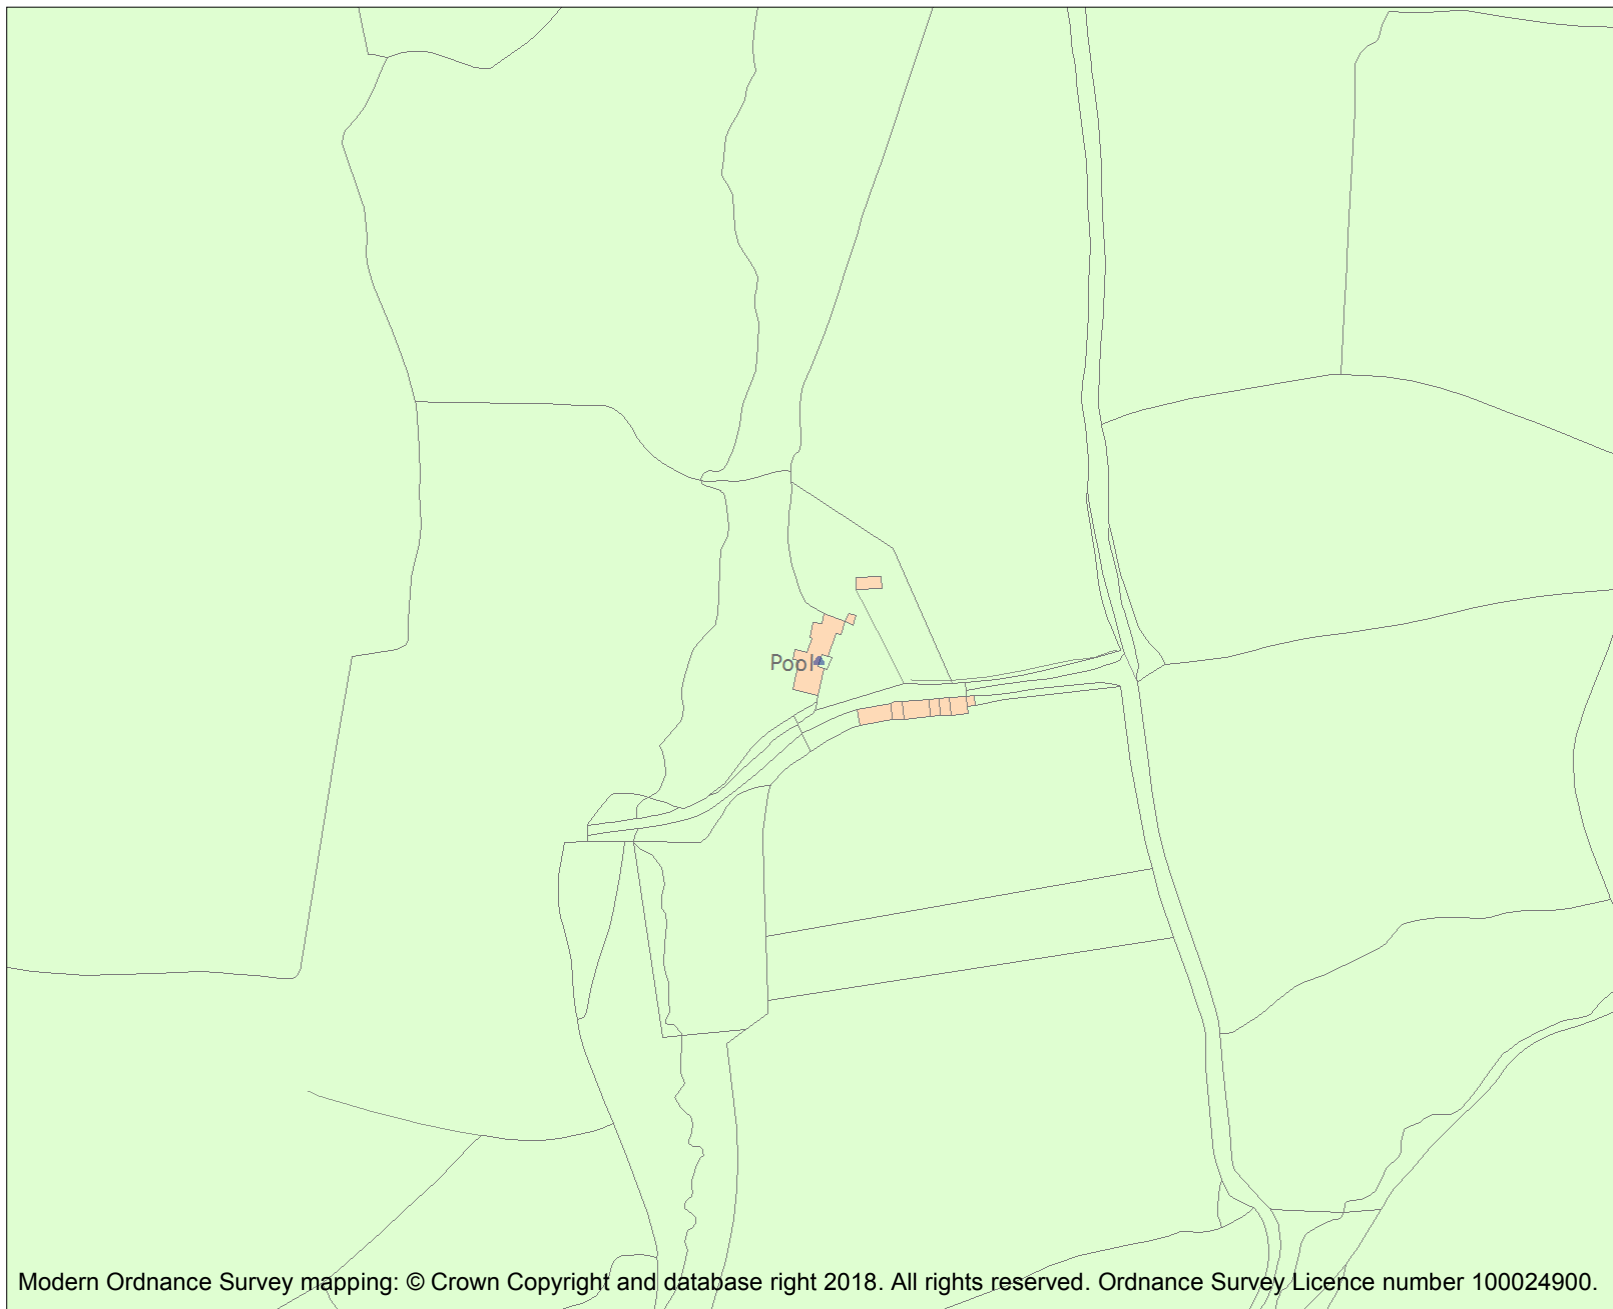 Pool
Modern Ordnance Survey mapping: © Crown Copyright and database right 2018. All rights reserved. Ordnance Survey Licence number 100024900.